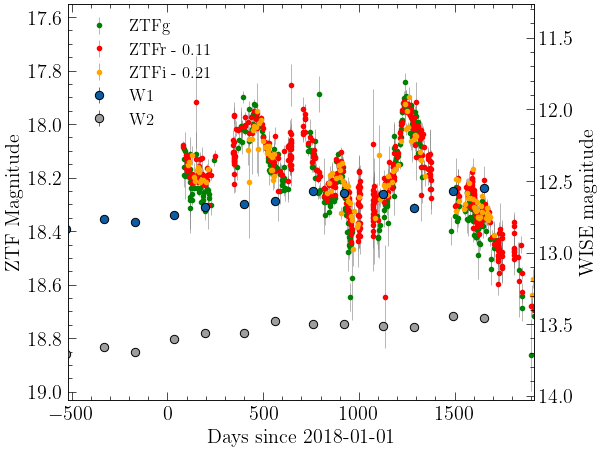 ZTFg
ZTFr - 0.11
ZTFi - 0.21
W1
W2
17.6
17.8
18.0
18.2
18.4
18.6
18.8
19.0
ZTF Magnitude
11.5
12.0
12.5
13.0
13.5
14.0
WISE magnitude
−500
0
500
1000
1500
Days since 2018-01-01